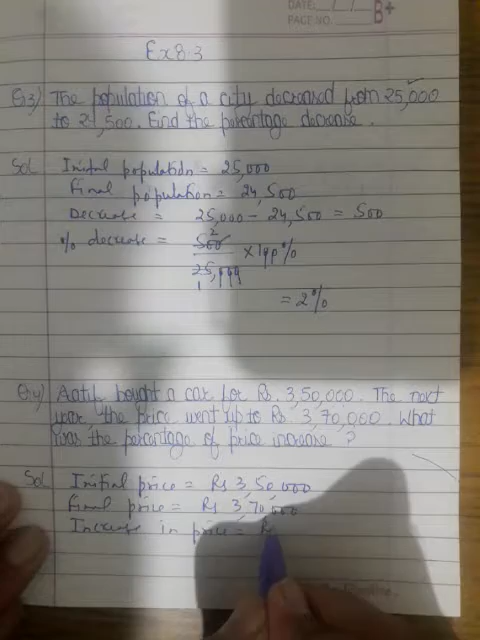 DATE: / /
PAGE NO.
B+
Ex 8.3
Q3) The population of a city decreased from 25,000
to 24,500. Find the percentage decrease.
Sol Initial population = 25,000
Final population = 24,500
Decrease = 25,000 - 24,500 = 500
% decrease = 500/25,000 × 100%
2
1
= 2%
Q4) Aatif bought a car for Rs. 3,50,000. The next
year, the price went up to Rs. 3,70,000. What
was the percentage of price increase?
Sol Initial price = Rs 3,50,000
Final price = Rs 3,70,000
Increase in price = R